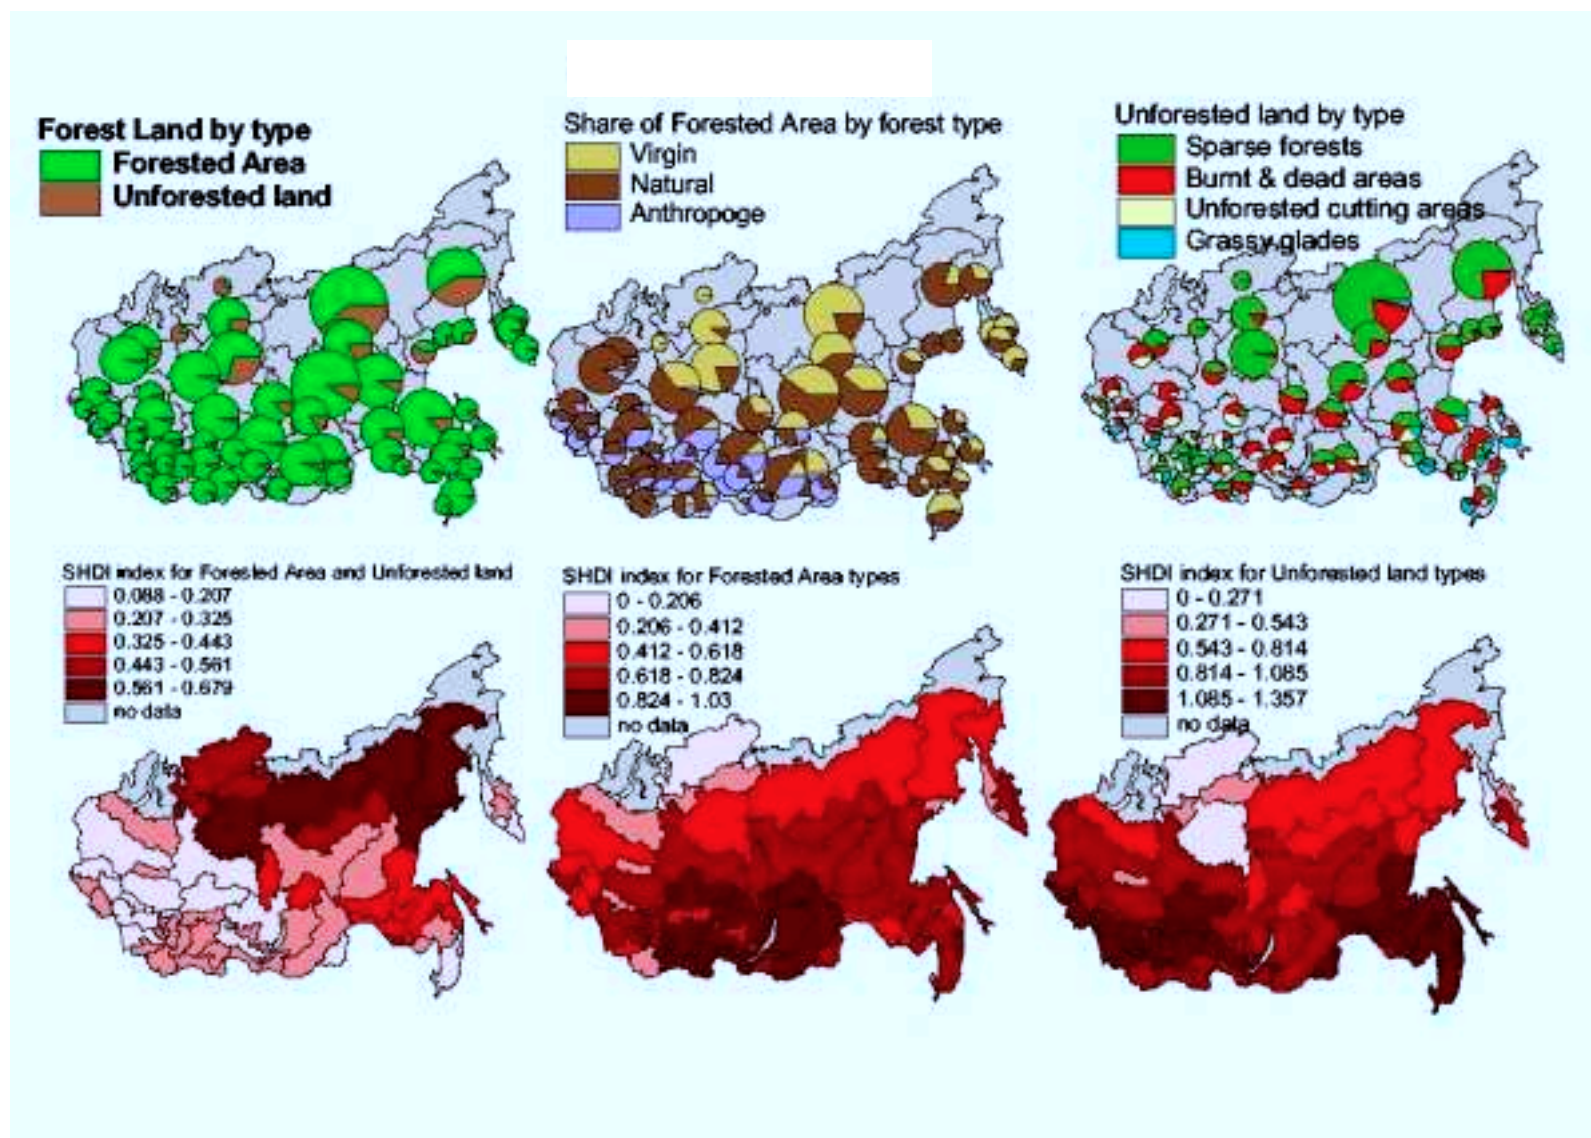 Forest Land by type
Forested Area
Unforested land
Share of Forested Area by forest type
Virgin
Natural
Anthropoge
Unforested land by type
Sparse forests
Burnt & dead areas
Unforested cutting areas
Grassy glades
SHDI index for Forested Area and Unforested land
0.088 - 0.207
0.207 - 0.325
0.325 - 0.443
0.443 - 0.561
0.561 - 0.679
no data
SHDI index for Forested Area types
0 - 0.206
0.206 - 0.412
0.412 - 0.618
0.618 - 0.824
0.824 - 1.03
no data
SHDI index for Unforested land types
0 - 0.271
0.271 - 0.543
0.543 - 0.814
0.814 - 1.085
1.085 - 1.357
no data